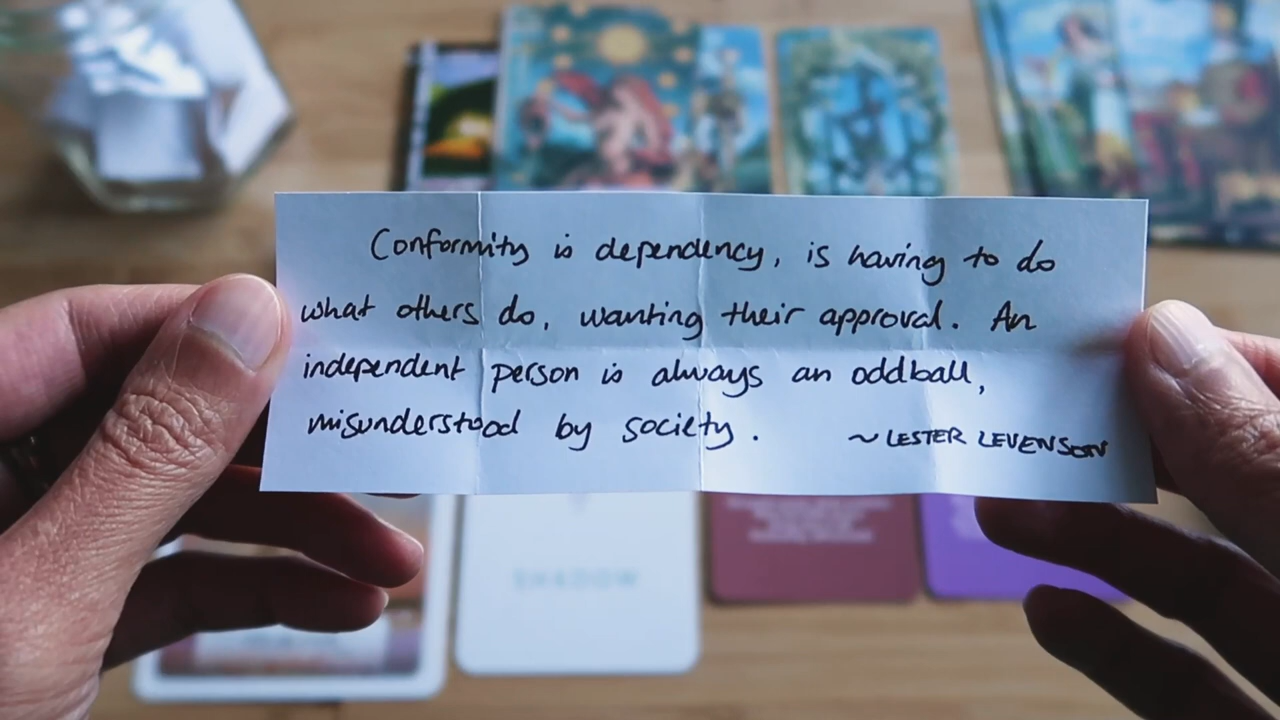 Conformity is dependency, is having to do
what others do, wanting their approval. An
independent person is always an oddball,
misunderstood by society.
~ LESTER LEVENSON
SHADOW